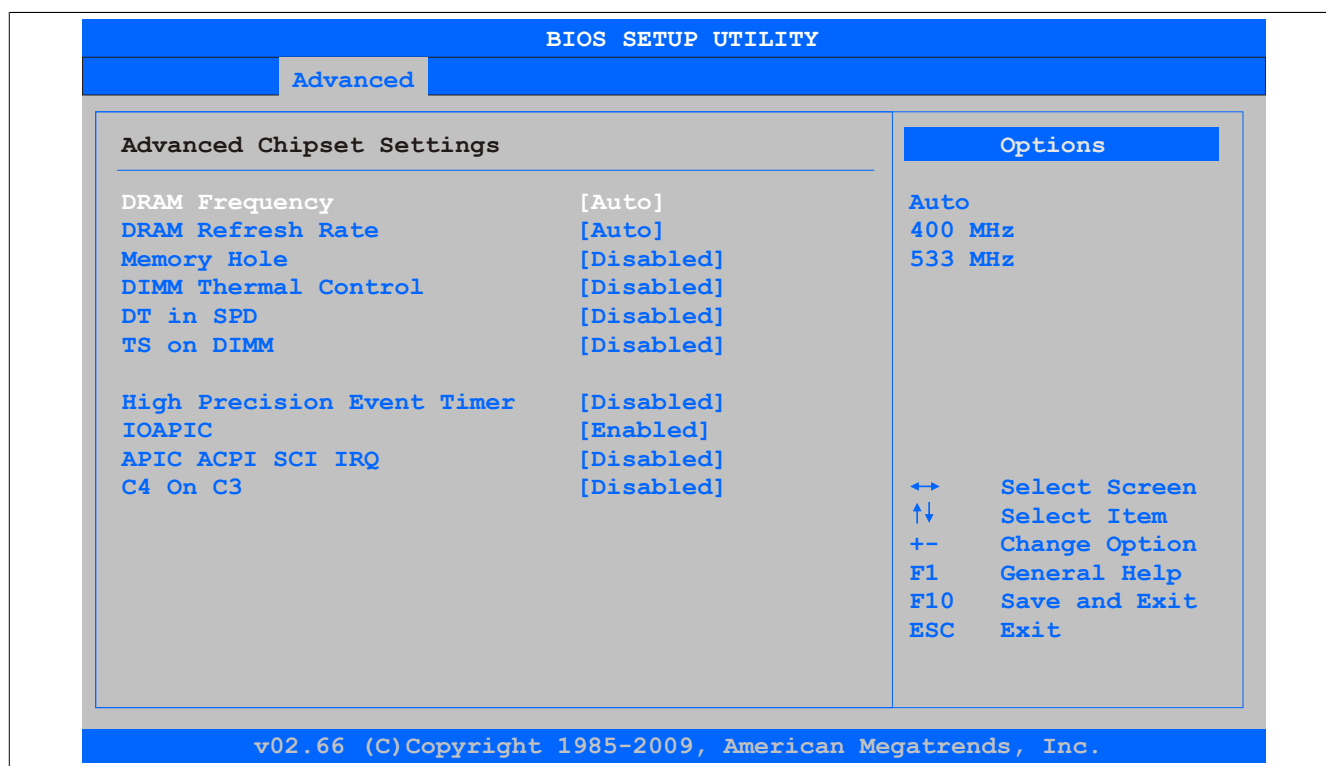 BIOS SETUP UTILITY
Advanced
Advanced Chipset Settings
DRAM Frequency [Auto]
DRAM Refresh Rate [Auto]
Memory Hole [Disabled]
DIMM Thermal Control [Disabled]
DT in SPD [Disabled]
TS on DIMM [Disabled]
High Precision Event Timer [Disabled]
IOAPIC [Enabled]
APIC ACPI SCI IRQ [Disabled]
C4 On C3 [Disabled]
Options
Auto
400 MHz
533 MHz
↔ Select Screen
↑↓ Select Item
+- Change Option
F1 General Help
F10 Save and Exit
ESC Exit
v02.66 (C)Copyright 1985-2009, American Megatrends, Inc.